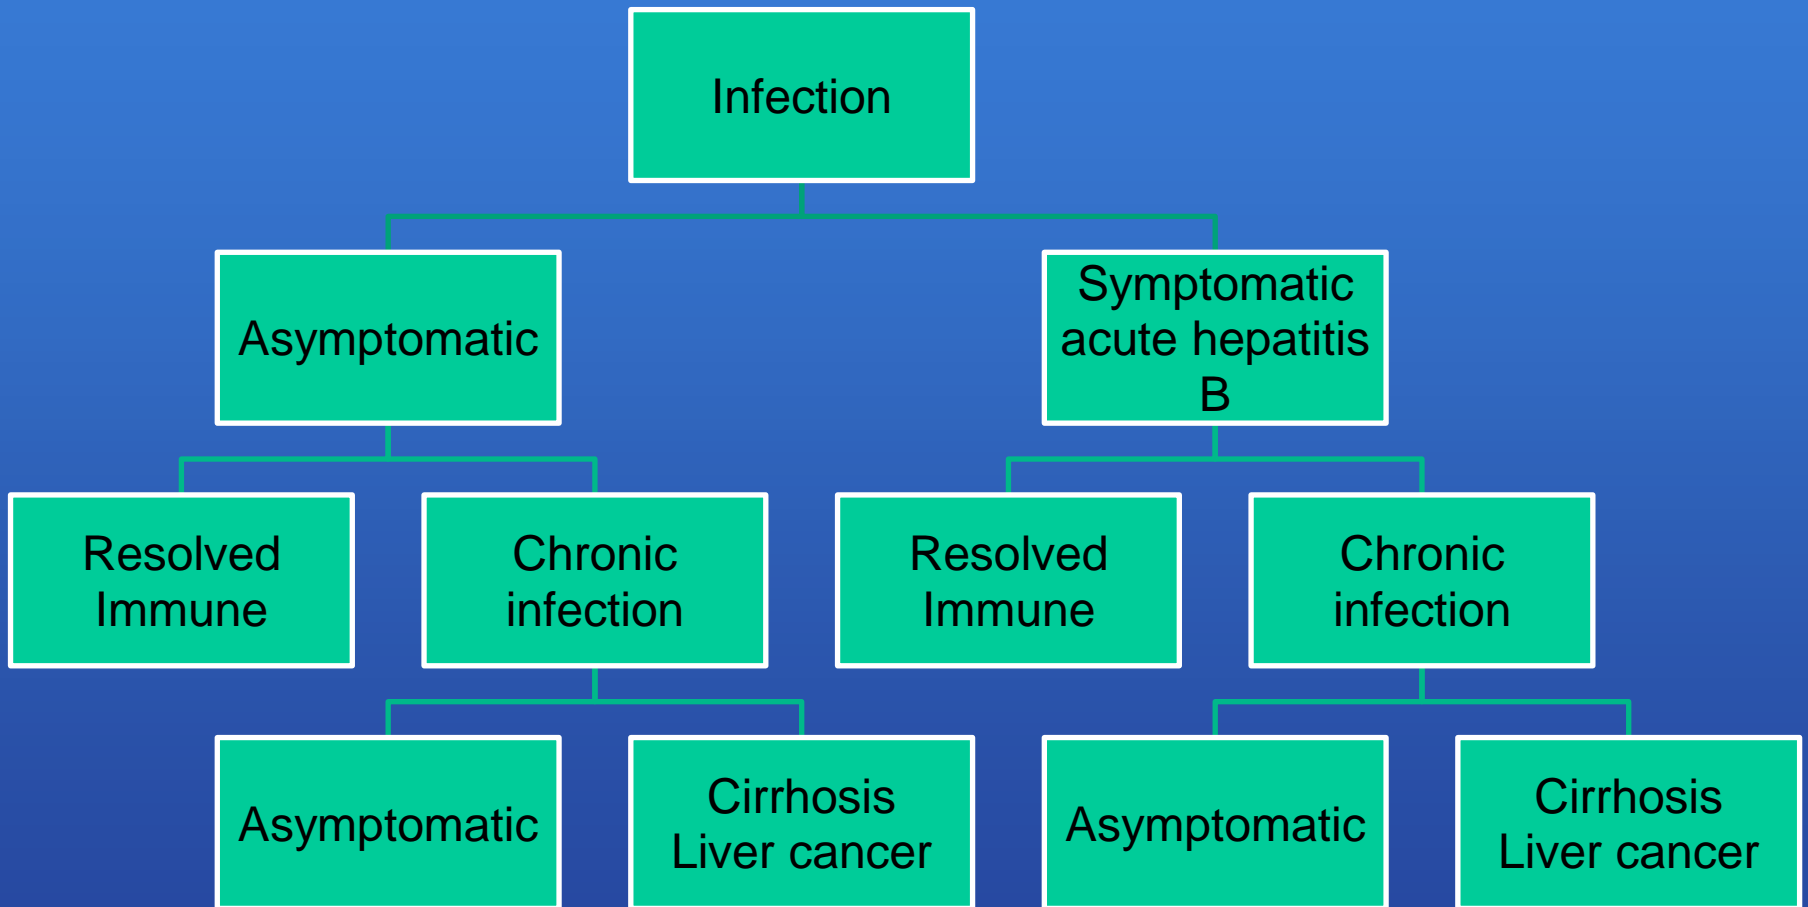 Infection
Asymptomatic
Symptomatic
acute hepatitis
B
Resolved
Immune
Chronic
infection
Resolved
Immune
Chronic
infection
Asymptomatic
Cirrhosis
Liver cancer
Asymptomatic
Cirrhosis
Liver cancer